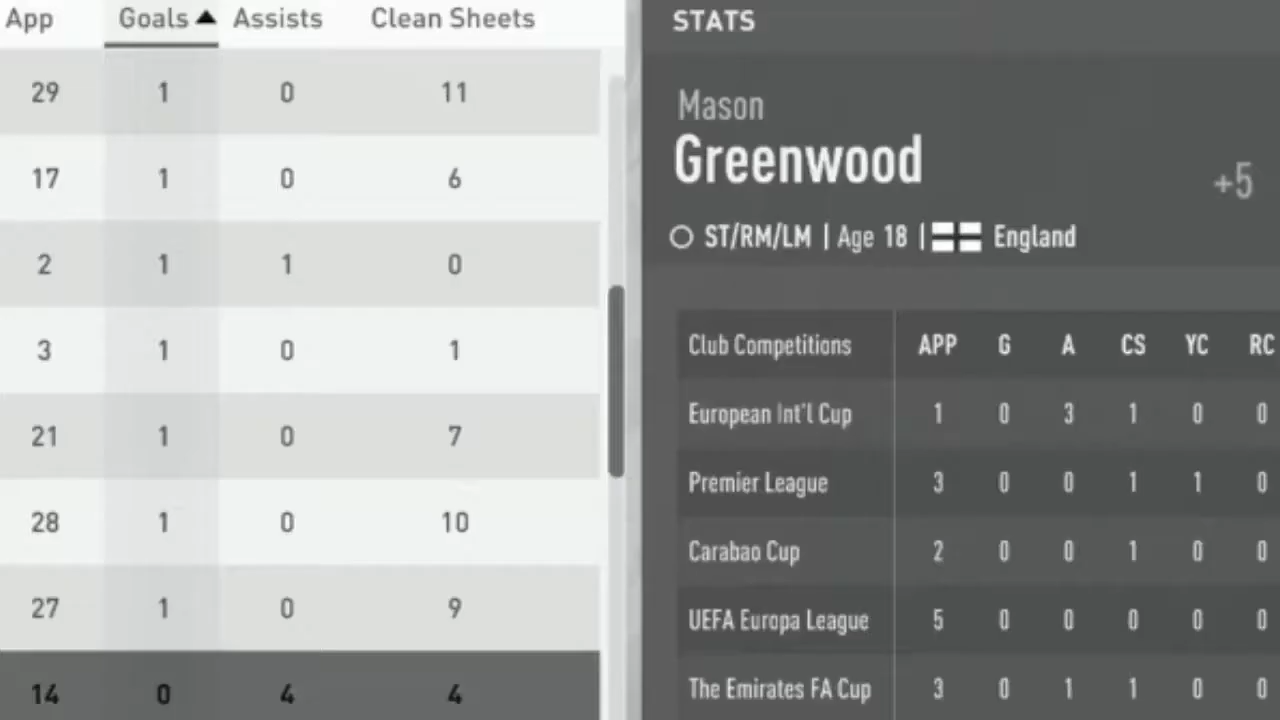 App Goals Assists Clean Sheets
29 1 0 11
17 1 0 6
2 1 1 0
3 1 0 1
21 1 0 7
28 1 0 10
27 1 0 9
14 0 4 4
STATS
Mason
Greenwood
+5
ST/RM/LM | Age 18 | England
Club Competitions APP G A CS YC RC
European Int'l Cup 1 0 3 1 0 0
Premier League 3 0 0 1 1 0
Carabao Cup 2 0 0 1 0 0
UEFA Europa League 5 0 0 0 0 0
The Emirates FA Cup 3 0 1 1 0 0